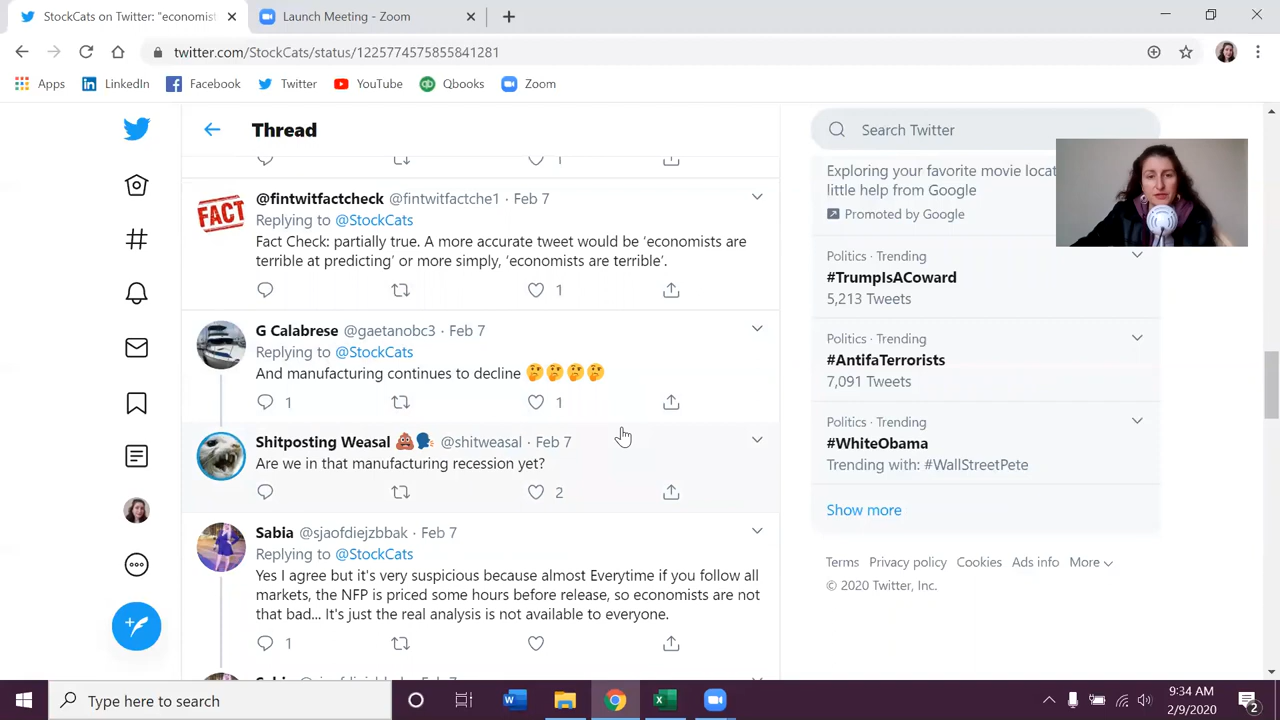 StockCats on Twitter: "economist
Launch Meeting - Zoom
twitter.com/StockCats/status/1225774575855841281
Apps LinkedIn Facebook Twitter YouTube Qbooks Zoom
Thread
Search Twitter
1
Exploring your favorite movie locat
little help from Google
Promoted by Google
@fintwitfactcheck @fintwitfactche1 · Feb 7
Replying to @StockCats
Fact Check: partially true. A more accurate tweet would be ‘economists are
terrible at predicting’ or more simply, ‘economists are terrible’.
1
FACT
G Calabrese @gaetanobc3 · Feb 7
Replying to @StockCats
And manufacturing continues to decline 🤔🤔🤔🤔
1 1
Shitposting Weasal 💩🗣 @shitweasal · Feb 7
Are we in that manufacturing recession yet?
2
Sabia @sjaofdiejzbbak · Feb 7
Replying to @StockCats
Yes I agree but it's very suspicious because almost Everytime if you follow all
markets, the NFP is priced some hours before release, so economists are not
that bad... It's just the real analysis is not available to everyone.
1
Politics · Trending
#TrumpIsACoward
5,213 Tweets
Politics · Trending
#AntifaTerrorists
7,091 Tweets
Politics · Trending
#WhiteObama
Trending with: #WallStreetPete
Show more
Terms Privacy policy Cookies Ads info More
© 2020 Twitter, Inc.
Type here to search
9:34 AM
2/9/2020
2